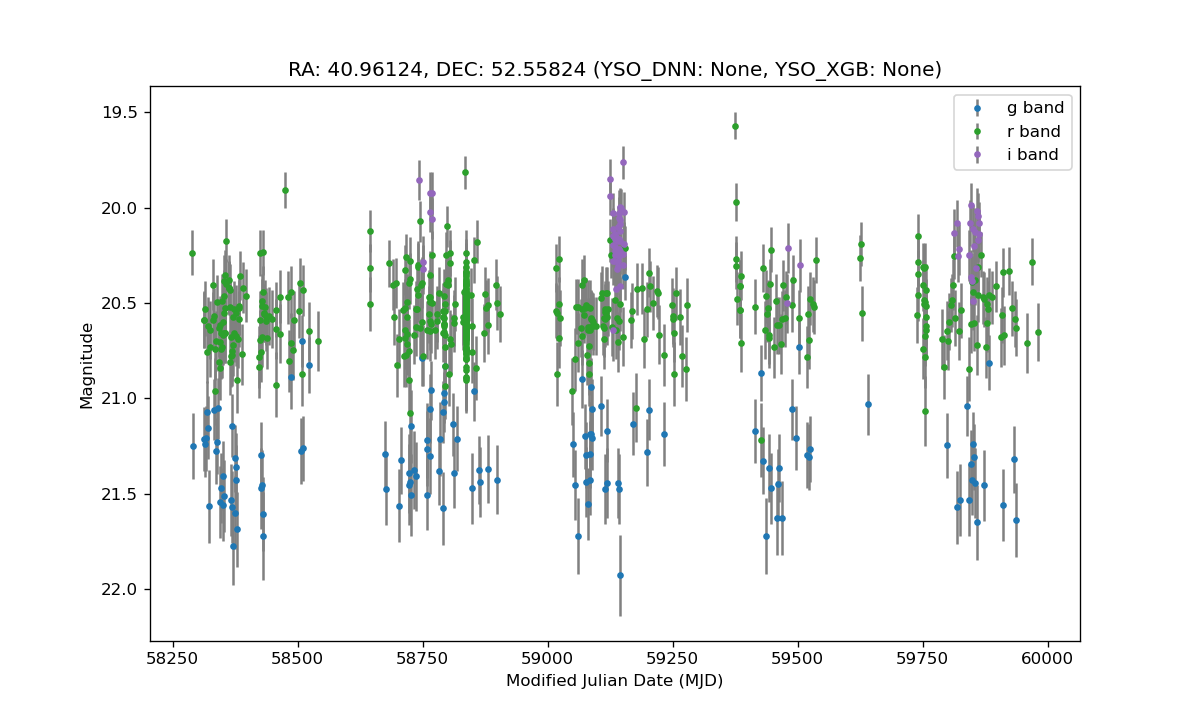 RA: 40.96124, DEC: 52.55824 (YSO_DNN: None, YSO_XGB: None)
g band
r band
i band
19.5
20.0
20.5
21.0
21.5
22.0
Magnitude
58250 58500 58750 59000 59250 59500 59750 60000
Modified Julian Date (MJD)